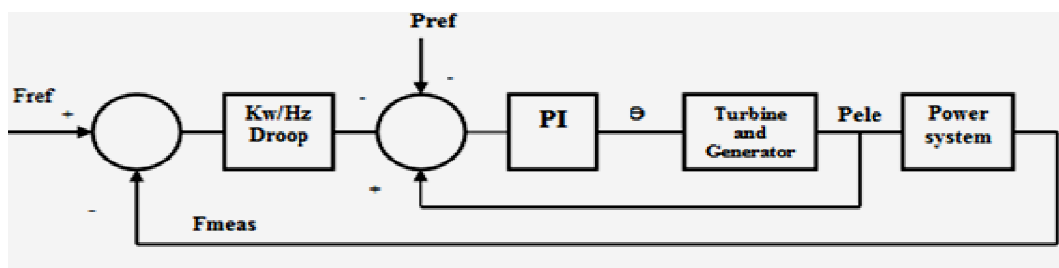 Pref
-
Fref
+
Kw/Hz
Droop
-
PI
Ɵ
Turbine
and
Generator
Pele
Power
system
+
-
Fmeas